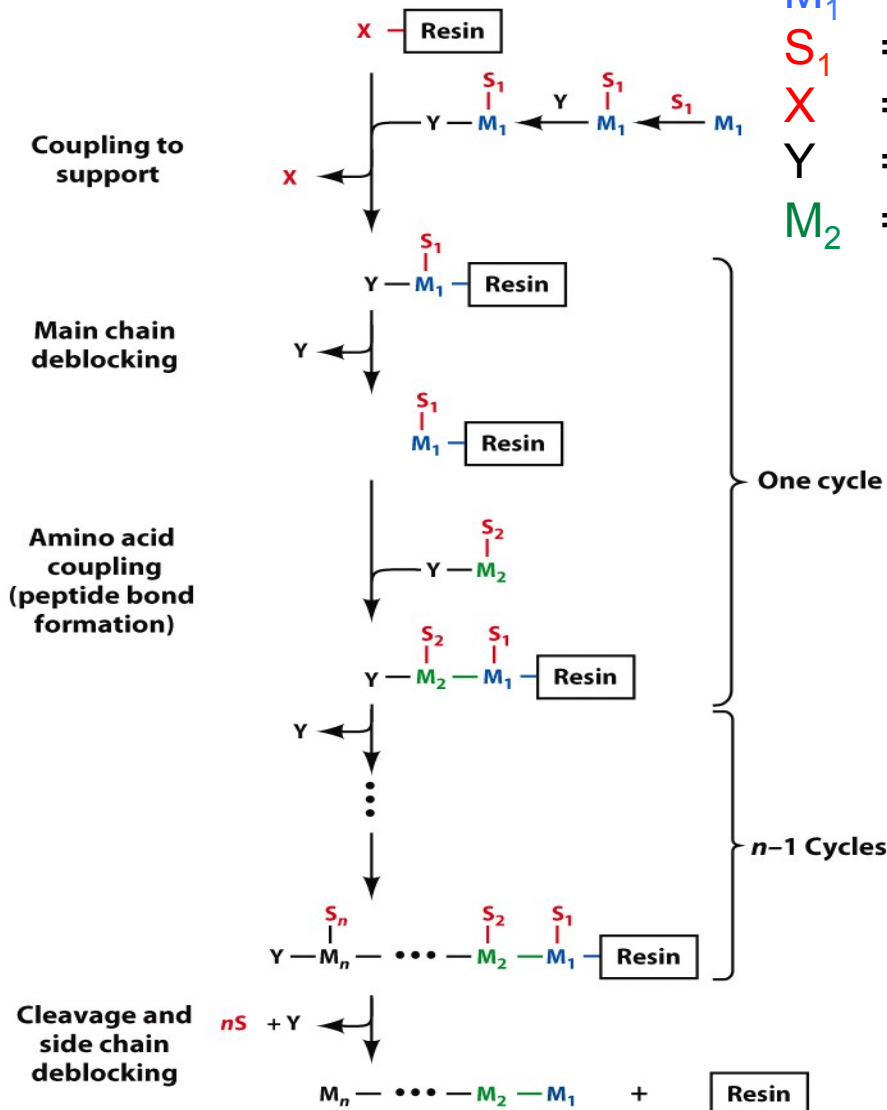 X Resin
M₁
S₁ =
X =
Y =
M₂ =
S₁ Y S₁ S₁
Y M₁ M₁ M₁
Coupling to
support
X
S₁
Y M₁ Resin
Main chain
deblocking
Y
S₁
M₁ Resin
One cycle
Amino acid
coupling
(peptide bond
formation)
S₂
Y M₂
S₂ S₁
Y M₂ M₁ Resin
Y
n–1 Cycles
Sₙ S₂ S₁
Y Mₙ ••• M₂ M₁ Resin
Cleavage and
side chain
deblocking
nS + Y
Mₙ ••• M₂ M₁ + Resin